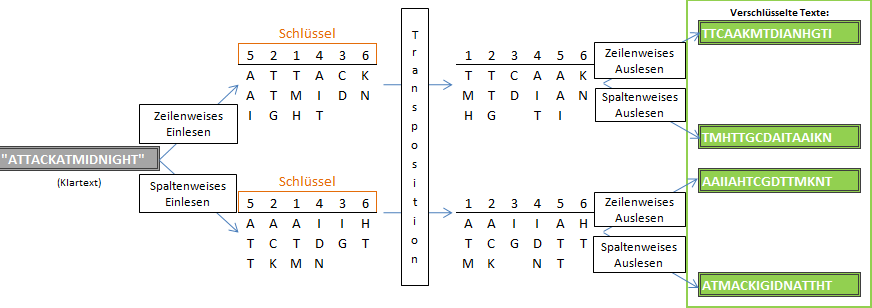 Verschlüsselte Texte:
"ATTACKATMIDNIGHT"
(Klartext)
Zeilenweises
Einlesen
Spaltenweises
Einlesen
Schlüssel
5 2 1 4 3 6
A T T A C K
A T M I D N
I G H T
Schlüssel
5 2 1 4 3 6
A A A I I H
T C T D G T
T K M N
Transposition
1 2 3 4 5 6
T T C A A K
M T D I A N
H G T I
1 2 3 4 5 6
A A I I A H
T C G D T T
M K N T
Zeilenweises
Auslesen
Spaltenweises
Auslesen
Zeilenweises
Auslesen
Spaltenweises
Auslesen
TTCAAKMTDIANHGTI
TMHTTGCDAITAAIKN
AAIIAHTCGDTTMKNT
ATMACKIGIDNATTHT